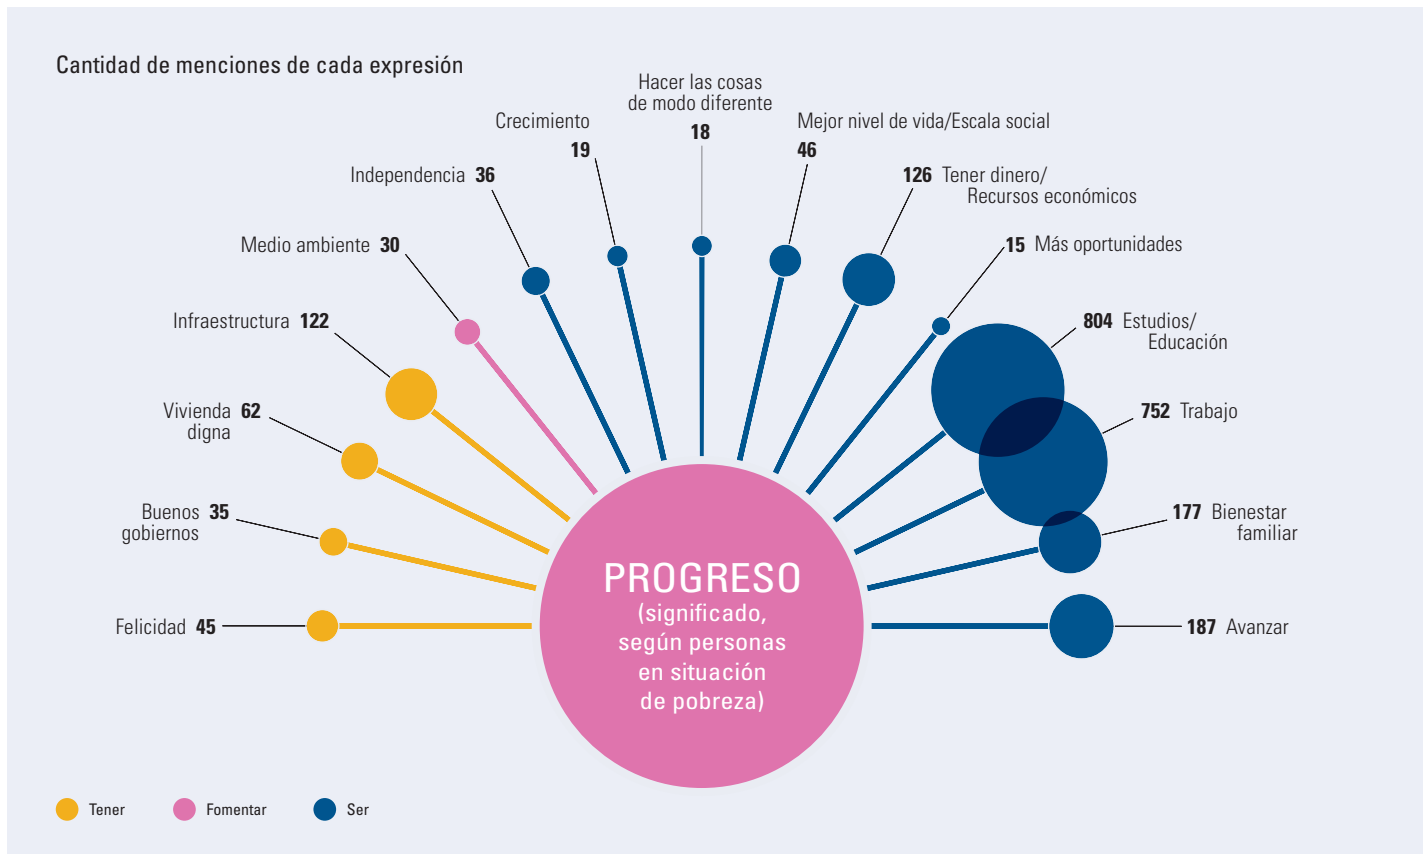 Cantidad de menciones de cada expresión
Hacer las cosas
de modo diferente
18
Crecimiento
19
Mejor nivel de vida/Escala social
46
Independencia 36
126 Tener dinero/
Recursos económicos
Medio ambiente 30
15 Más oportunidades
Infraestructura 122
804 Estudios/
Educación
Vivienda 62
digna
752 Trabajo
Buenos 35
gobiernos
177 Bienestar
familiar
Felicidad 45
187 Avanzar
PROGRESO
(significado,
según personas
en situación
de pobreza)
Tener
Fomentar
Ser